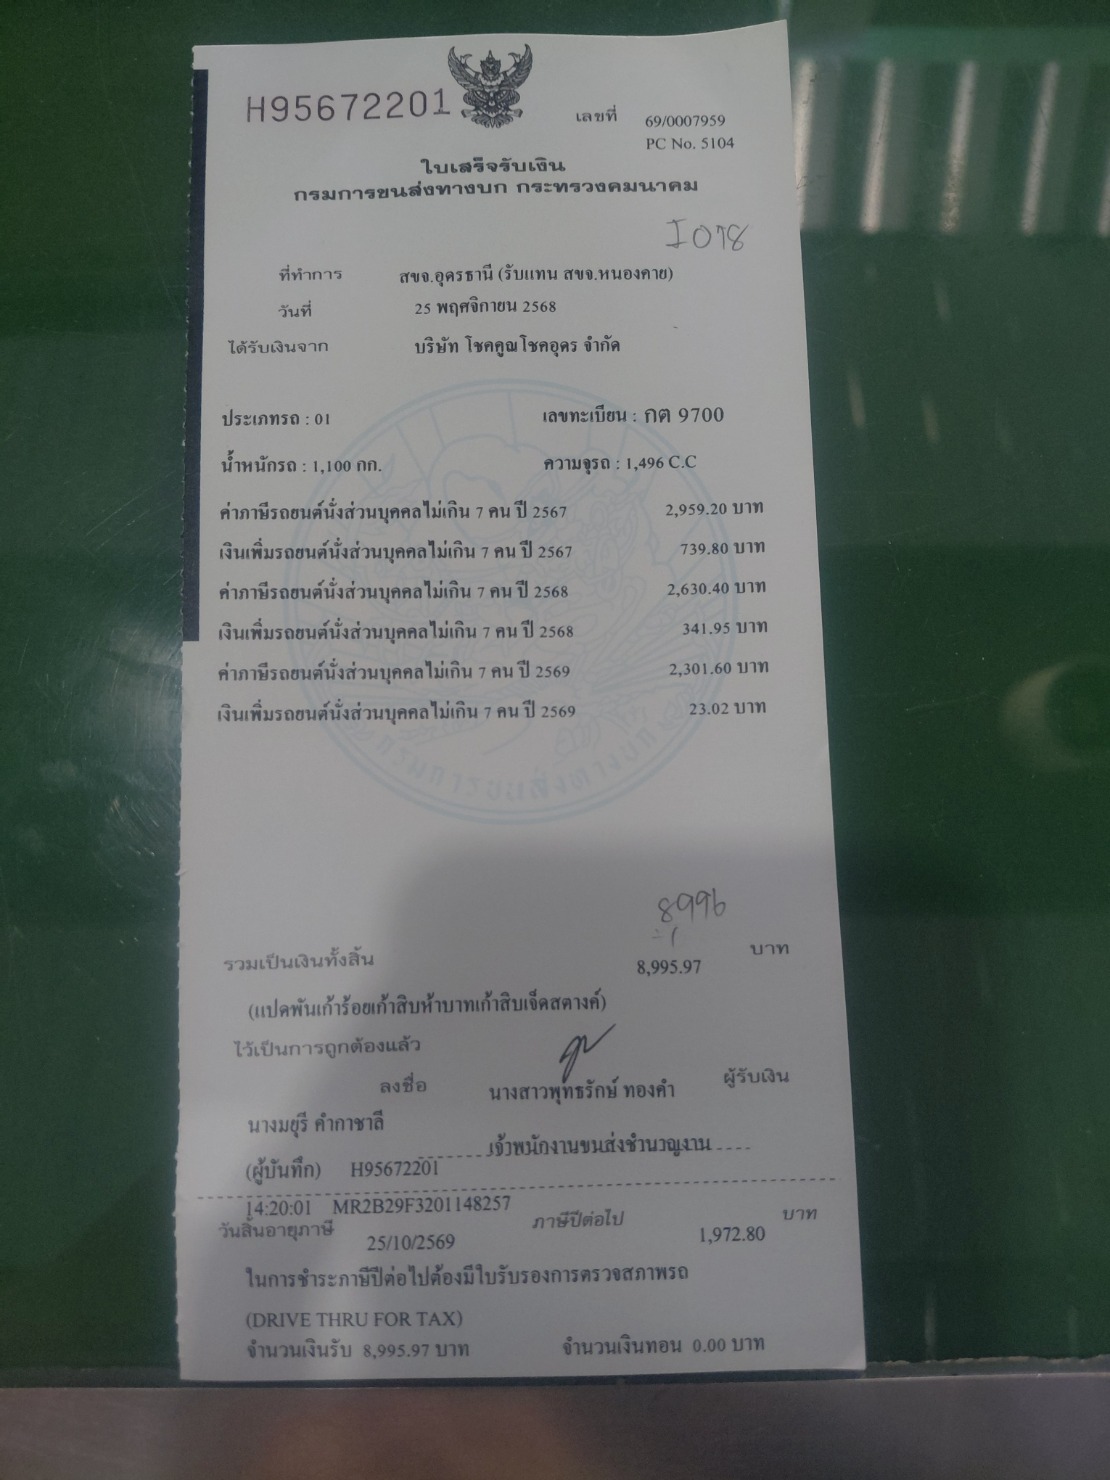 H95672201
เลขที่ 69/0007959
PC No. 5104
ใบเสร็จรับเงิน
กรมการขนส่งทางบก กระทรวงคมนาคม
I078
ที่ทำการ สขจ.อุดรธานี (รับแทน สขจ.หนองคาย)
วันที่ 25 พฤศจิกายน 2568
ได้รับเงินจาก บริษัท โชคคูณโชคอุดร จำกัด
ประเภทรถ : 01 เลขทะเบียน : กต 9700
น้ำหนักรถ : 1,100 กก. ความจุรถ : 1,496 C.C
ค่าภาษีรถยนต์นั่งส่วนบุคคลไม่เกิน 7 คน ปี 2567 2,959.20 บาท
เงินเพิ่มรถยนต์นั่งส่วนบุคคลไม่เกิน 7 คน ปี 2567 739.80 บาท
ค่าภาษีรถยนต์นั่งส่วนบุคคลไม่เกิน 7 คน ปี 2568 2,630.40 บาท
เงินเพิ่มรถยนต์นั่งส่วนบุคคลไม่เกิน 7 คน ปี 2568 341.95 บาท
ค่าภาษีรถยนต์นั่งส่วนบุคคลไม่เกิน 7 คน ปี 2569 2,301.60 บาท
เงินเพิ่มรถยนต์นั่งส่วนบุคคลไม่เกิน 7 คน ปี 2569 23.02 บาท
กรมการขนส่งทางบก
8996
รวมเป็นเงินทั้งสิ้น 8,995.97 บาท
(แปดพันเก้าร้อยเก้าสิบห้าบาทเก้าสิบเจ็ดสตางค์)
ไว้เป็นการถูกต้องแล้ว
ลงชื่อ นางสาวพุทธรักษ์ ทองคำ ผู้รับเงิน
นางมยุรี คำกาชาลี
เจ้าพนักงานขนส่งชำนาญงาน
(ผู้บันทึก) H95672201
14:20:01 MR2B29F3201148257
วันสิ้นอายุภาษี 25/10/2569 ภาษีปีต่อไป 1,972.80 บาท
ในการชำระภาษีปีต่อไปต้องมีใบรับรองการตรวจสภาพรถ
(DRIVE THRU FOR TAX)
จำนวนเงินรับ 8,995.97 บาท จำนวนเงินทอน 0.00 บาท